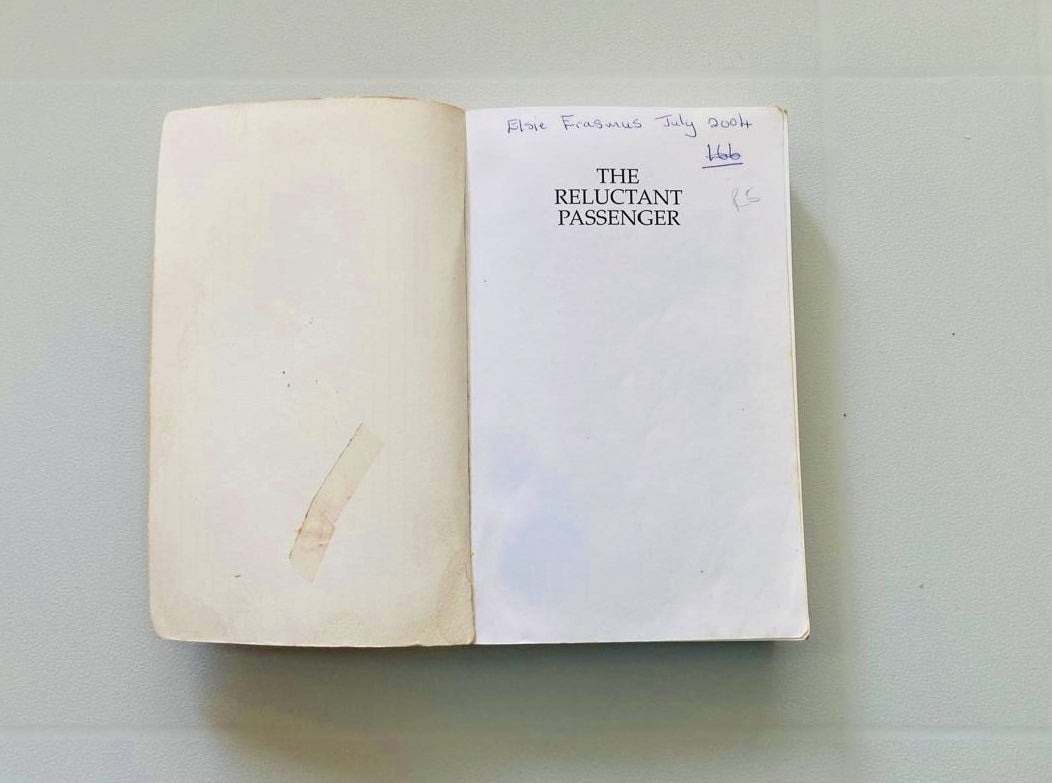 Elsie Erasmus July 2004
166
THE
RELUCTANT
PASSENGER